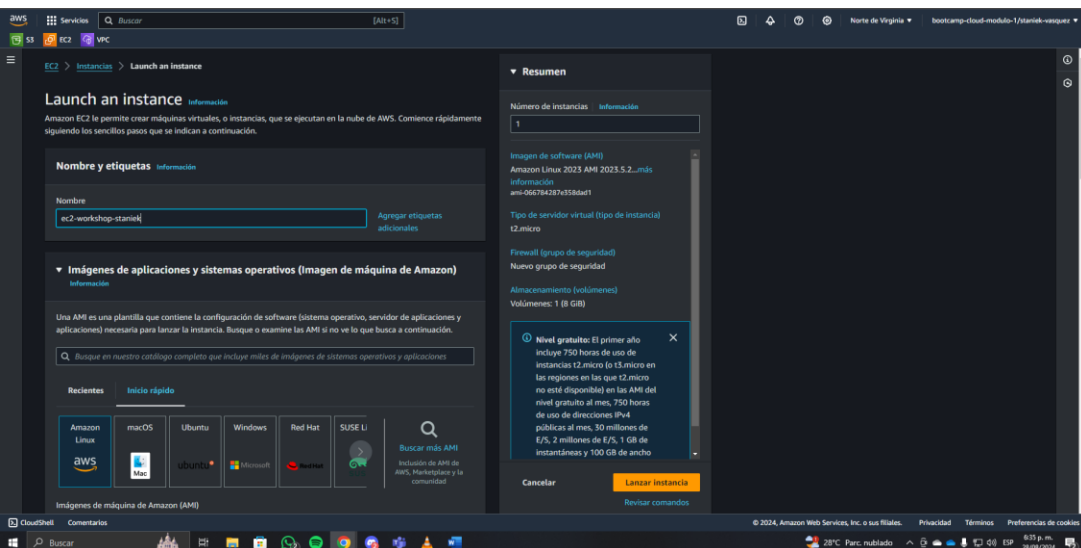 aws
Servicios
Buscar
[Alt+S]
Norte de Virginia
bootcamp-cloud-modulo-1/staniek-vasquez
S3
EC2
VPC
EC2 > Instancias > Launch an instance
Launch an instance Información
Amazon EC2 le permite crear máquinas virtuales, o instancias, que se ejecutan en la nube de AWS. Comience rápidamente
siguiendo los sencillos pasos que se indican a continuación.
Nombre y etiquetas Información
Nombre
ec2-workshop-staniek
Agregar etiquetas
adicionales
Imágenes de aplicaciones y sistemas operativos (Imagen de máquina de Amazon)
Información
Una AMI es una plantilla que contiene la configuración de software (sistema operativo, servidor de aplicaciones y
aplicaciones) necesaria para lanzar la instancia. Busque o examine las AMI si no ve lo que busca a continuación.
Busque en nuestro catálogo completo que incluye miles de imágenes de sistemas operativos y aplicaciones
Recientes
Inicio rápido
Amazon
Linux
aws
macOS
Mac
Ubuntu
ubuntu
Windows
Microsoft
Red Hat
Red Hat
SUSE Li
Buscar más AMI
Inclusión de AMI de
AWS, Marketplace y la
comunidad
Imágenes de máquina de Amazon (AMI)
Resumen
Número de instancias Información
1
Imagen de software (AMI)
Amazon Linux 2023 AMI 2023.5.2...más
información
ami-066784287e358dad1
Tipo de servidor virtual (tipo de instancia)
t2.micro
Firewall (grupo de seguridad)
Nuevo grupo de seguridad
Almacenamiento (volúmenes)
Volúmenes: 1 (8 GiB)
Nivel gratuito: El primer año
incluye 750 horas de uso de
instancias t2.micro (o t3.micro en
las regiones en las que t2.micro
no esté disponible) en las AMI del
nivel gratuito al mes, 750 horas
de uso de direcciones IPv4
públicas al mes, 30 millones de
E/S, 2 millones de E/S, 1 GB de
instantáneas y 100 GB de ancho
Cancelar
Lanzar instancia
Revisar comandos
CloudShell
Comentarios
© 2024, Amazon Web Services, Inc. o sus filiales.
Privacidad
Términos
Preferencias de cookies
Buscar
28°C Parc. nublado
ESP
8:35 p. m.